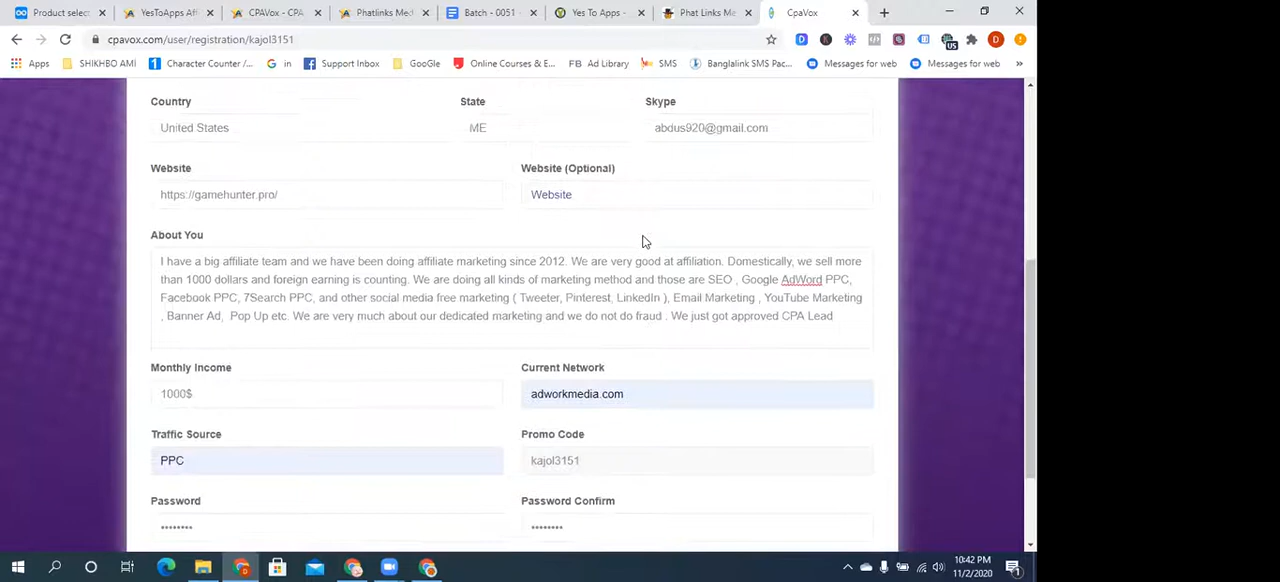 Product select
YesToApps Aff
CPAVox - CPA
Phatlinks Med
Batch - 0051
Yes To Apps -
Phat Links Me
CpaVox
cpavox.com/user/registration/kajol3151
US
D
Apps
SHIKHBO AMI
Character Counter /...
in
Support Inbox
GooGle
Online Courses & E...
FB Ad Library
SMS
Banglalink SMS Pac...
Messages for web
Messages for web
Country
State
Skype
United States
ME
abdus920@gmail.com
Website
Website (Optional)
https://gamehunter.pro/
Website
About You
I have a big affiliate team and we have been doing affiliate marketing since 2012. We are very good at affiliation. Domestically, we sell more
than 1000 dollars and foreign earning is counting. We are doing all kinds of marketing method and those are SEO , Google AdWord PPC,
Facebook PPC, 7Search PPC, and other social media free marketing ( Tweeter, Pinterest, LinkedIn ), Email Marketing , YouTube Marketing
, Banner Ad, Pop Up etc. We are very much about our dedicated marketing and we do not do fraud . We just got approved CPA Lead
Monthly Income
Current Network
1000$
adworkmedia.com
Traffic Source
Promo Code
PPC
kajol3151
Password
Password Confirm
••••••••
••••••••
10:42 PM
11/2/2020